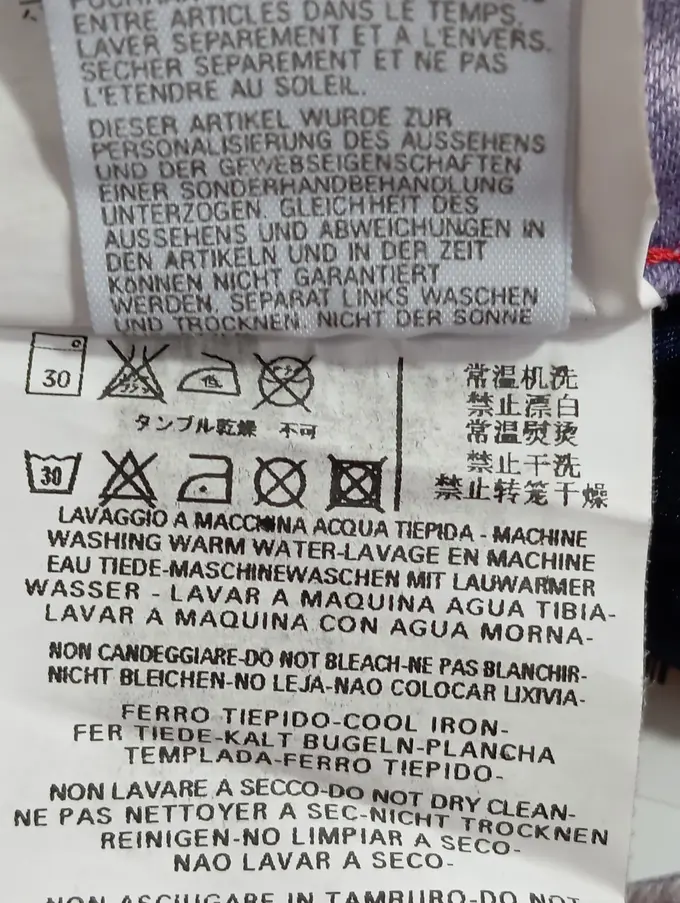 ENTRE ARTICLES DANS LE TEMPS.
LAVER SEPAREMENT ET A L'ENVERS.
SECHER SEPAREMENT ET NE PAS
L'ETENDRE AU SOLEIL.
DIESER ARTIKEL WURDE ZUR
PERSONALISIERUNG DES AUSSEHENS
UND DER GEWEBSEIGENSCHAFTEN
EINER SONDERHANDBEHANDLUNG
UNTERZOGEN. GLEICHHEIT DES
AUSSEHENS UND ABWEICHUNGEN IN
DEN ARTIKELN UND IN DER ZEIT
KÖNNEN NICHT GARANTIERT
WERDEN. SEPARAT LINKS WASCHEN
UND TROCKNEN. NICHT DER SONNE
30
低
タンブル乾燥 不可
30
常温机洗
禁止漂白
常温熨烫
禁止干洗
禁止转笼干燥
LAVAGGIO A MACCHINA ACQUA TIEPIDA - MACHINE
WASHING WARM WATER-LAVAGE EN MACHINE
EAU TIEDE-MASCHINEWASCHEN MIT LAUWARMER
WASSER - LAVAR A MAQUINA AGUA TIBIA-
LAVAR A MAQUINA CON AGUA MORNA-
NON CANDEGGIARE-DO NOT BLEACH-NE PAS BLANCHIR-
NICHT BLEICHEN-NO LEJA-NAO COLOCAR LIXIVIA-
FERRO TIEPIDO-COOL IRON-
FER TIEDE-KALT BUGELN-PLANCHA
TEMPLADA-FERRO TIEPIDO-
NON LAVARE A SECCO-DO NOT DRY CLEAN-
NE PAS NETTOYER A SEC-NICHT TROCKNEN
REINIGEN-NO LIMPIAR A SECO-
NAO LAVAR A SECO-
NON ASCIUGARE IN TAMBURO-DO NOT